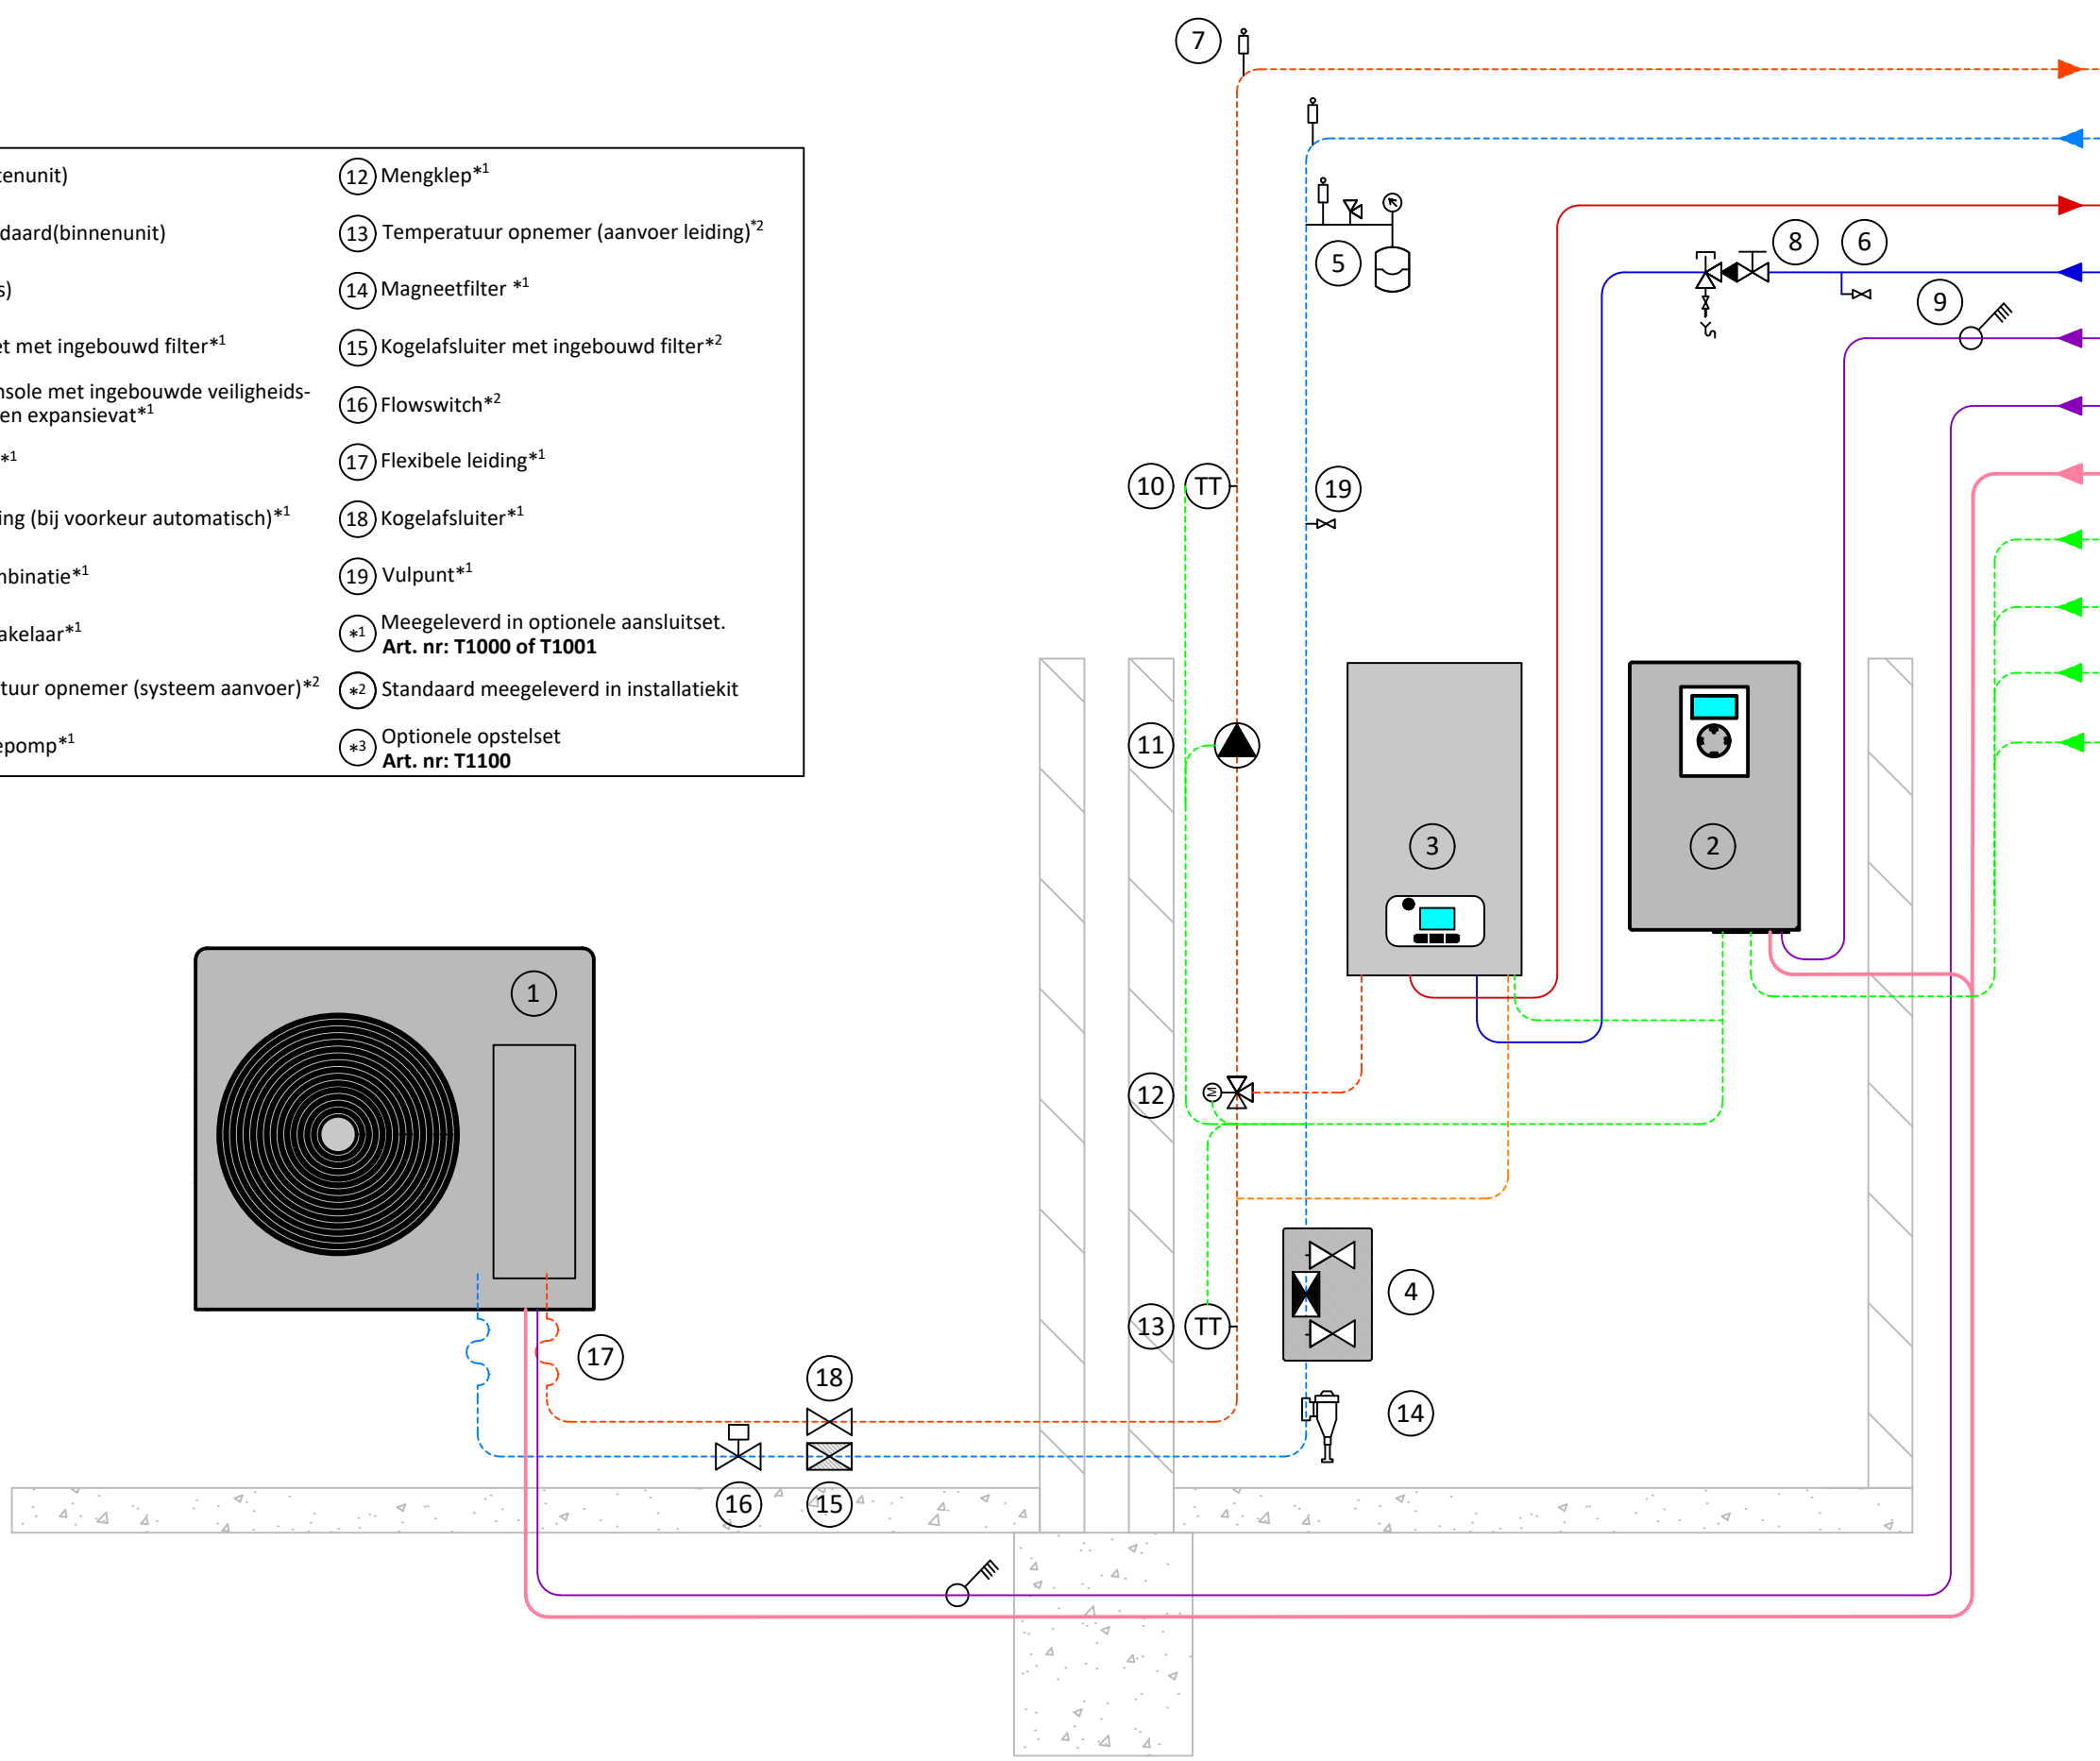 tenunit)
daard(binnenunit)
s)
et met ingebouwd filter*1
nsole met ingebouwde veiligheids-
en expansievat*1
*1
ing (bij voorkeur automatisch)*1
mbinatie*1
akelaar*1
tuur opnemer (systeem aanvoer)*2
epomp*1
12 Mengklep*1
13 Temperatuur opnemer (aanvoer leiding)*2
14 Magneetfilter *1
15 Kogelafsluiter met ingebouwd filter*2
16 Flowswitch*2
17 Flexibele leiding*1
18 Kogelafsluiter*1
19 Vulpunt*1
*1 Meegeleverd in optionele aansluitset.
Art. nr: T1000 of T1001
*2 Standaard meegeleverd in installatiekit
*3 Optionele opstelset
Art. nr: T1100
7
8 6
5
9
10 TT
19
11
3
2
1
12 M
4
13 TT
17
18
14
16
15